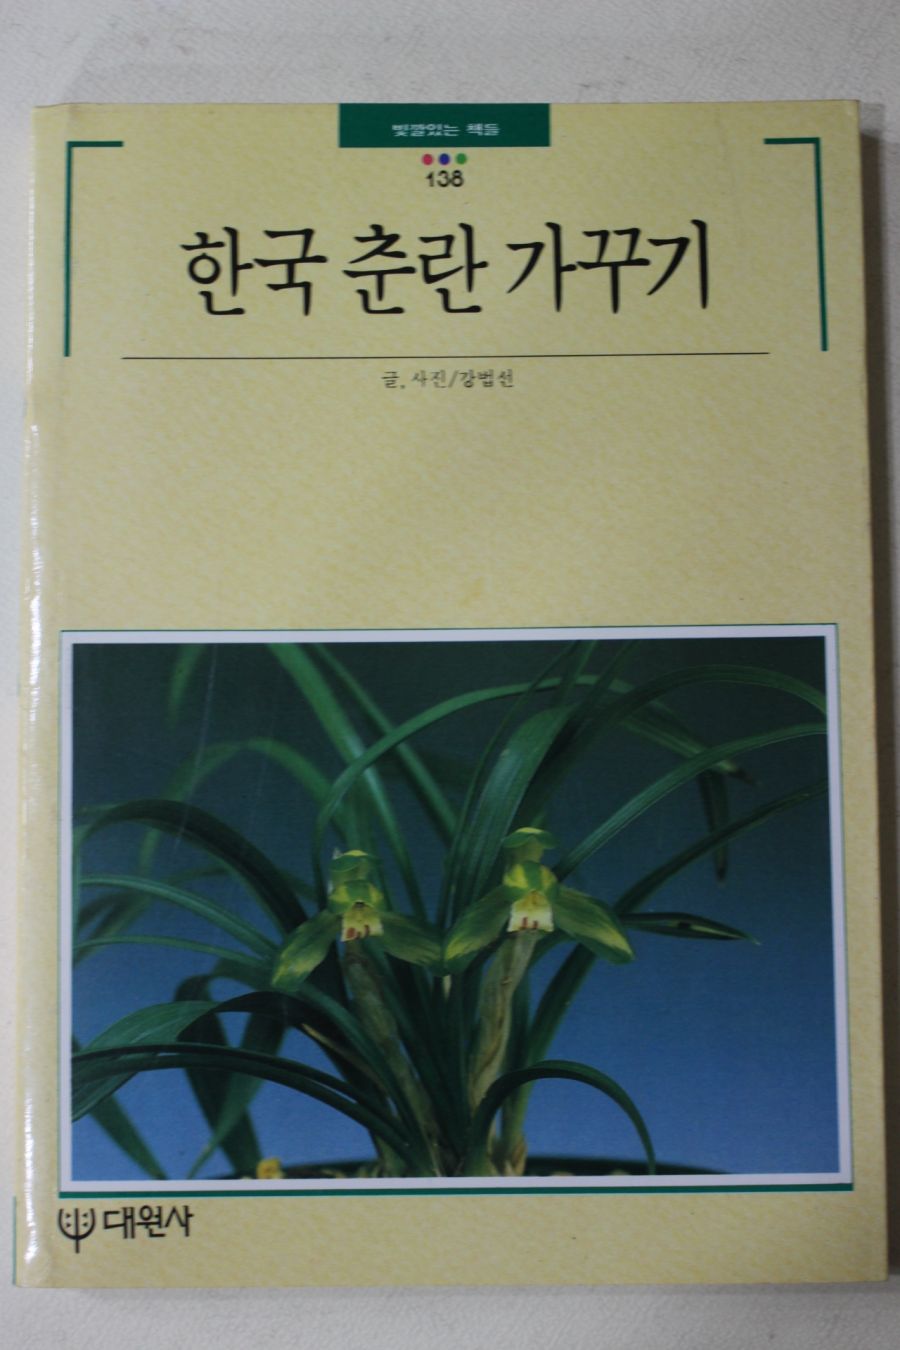 빛깔있는 책들
138
한국 춘란 가꾸기
글, 사진/강법선
대원사